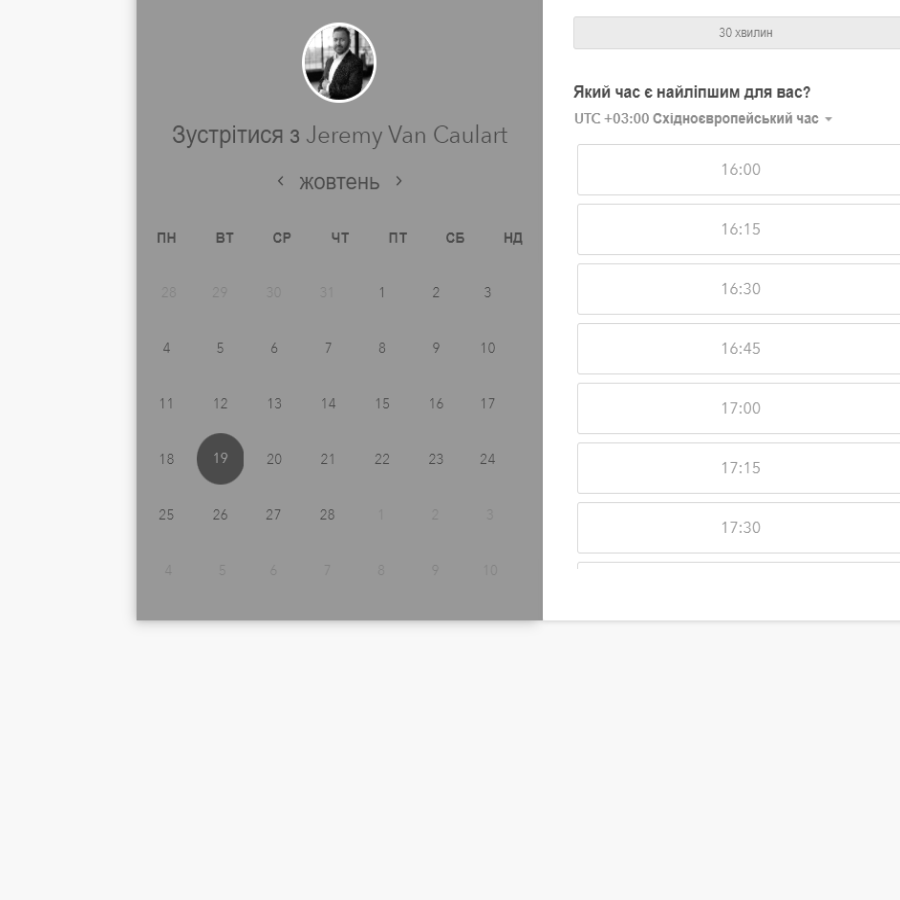 Зустрітися з Jeremy Van Caulart
‹ жовтень ›
ПН ВТ СР ЧТ ПТ СБ НД
28 29 30 31 1 2 3
4 5 6 7 8 9 10
11 12 13 14 15 16 17
18 19 20 21 22 23 24
25 26 27 28 1 2 3
4 5 6 7 8 9 10
30 хвилин
Який час є найліпшим для вас?
UTC +03:00 Східноєвропейський час
16:00
16:15
16:30
16:45
17:00
17:15
17:30